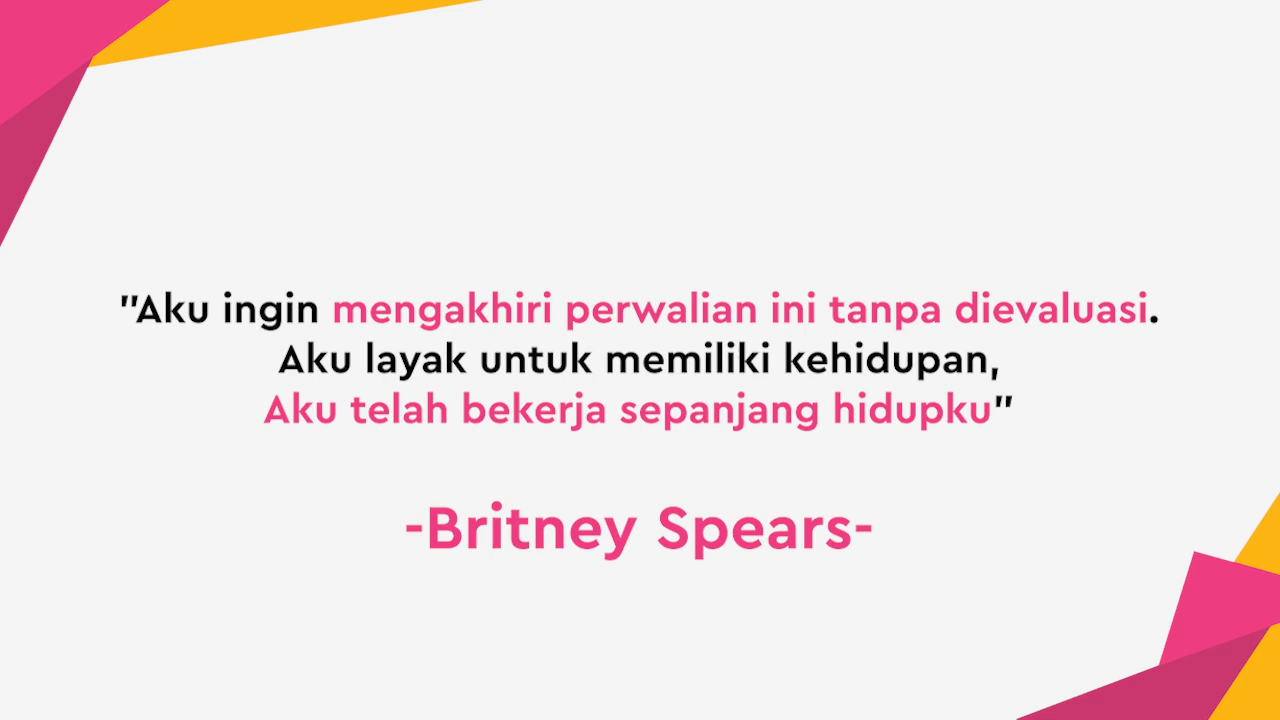 "Aku ingin mengakhiri perwalian ini tanpa dievaluasi.
Aku layak untuk memiliki kehidupan,
Aku telah bekerja sepanjang hidupku"
-Britney Spears-